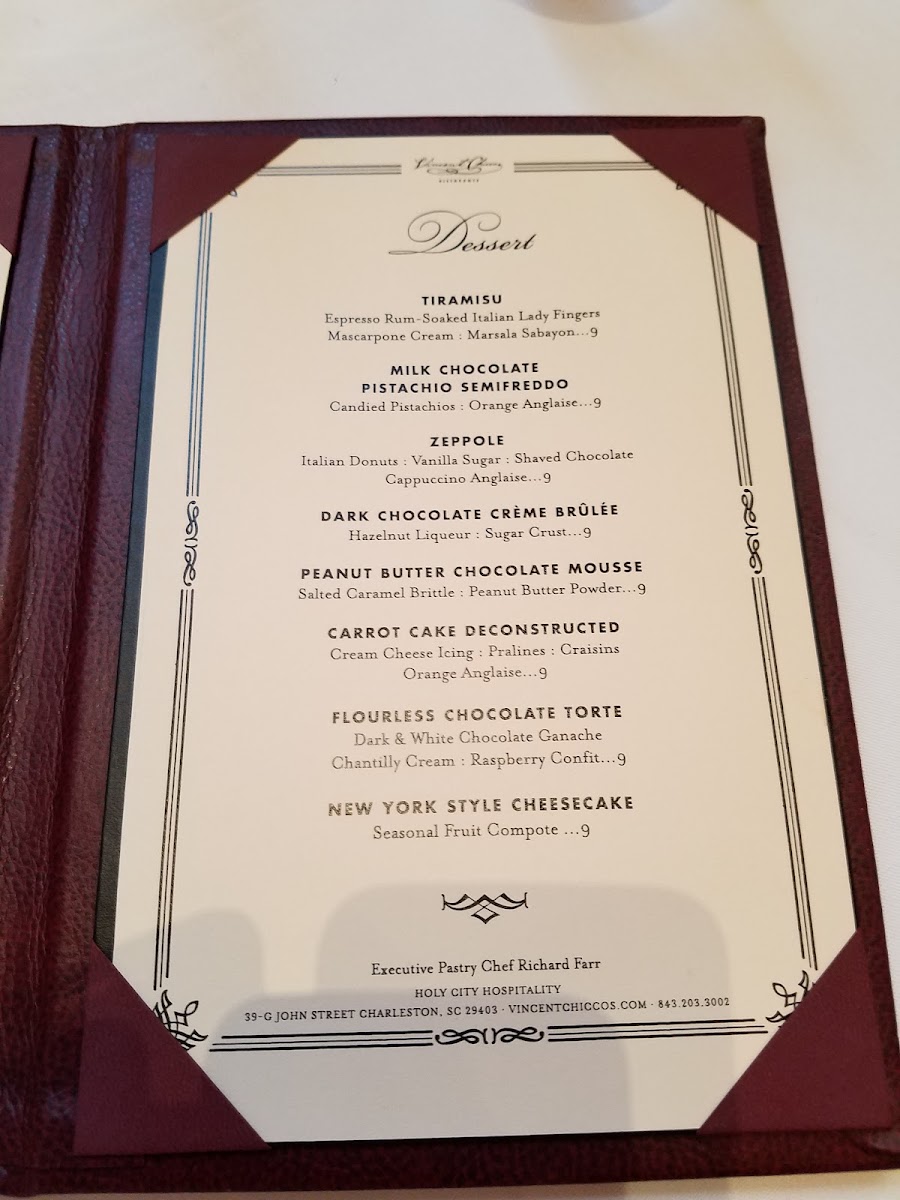 Vincent Chicco's
RISTORANTE
Dessert
TIRAMISU
Espresso Rum-Soaked Italian Lady Fingers
Mascarpone Cream : Marsala Sabayon...9
MILK CHOCOLATE
PISTACHIO SEMIFREDDO
Candied Pistachios : Orange Anglaise...9
ZEPPOLE
Italian Donuts : Vanilla Sugar : Shaved Chocolate
Cappuccino Anglaise...9
DARK CHOCOLATE CRÈME BRÛLÉE
Hazelnut Liqueur : Sugar Crust...9
PEANUT BUTTER CHOCOLATE MOUSSE
Salted Caramel Brittle : Peanut Butter Powder...9
CARROT CAKE DECONSTRUCTED
Cream Cheese Icing : Pralines : Craisins
Orange Anglaise...9
FLOURLESS CHOCOLATE TORTE
Dark & White Chocolate Ganache
Chantilly Cream : Raspberry Confit...9
NEW YORK STYLE CHEESECAKE
Seasonal Fruit Compote ...9
Executive Pastry Chef Richard Farr
HOLY CITY HOSPITALITY
39-G JOHN STREET CHARLESTON, SC 29403 · VINCENTCHICCOS.COM · 843.203.3002